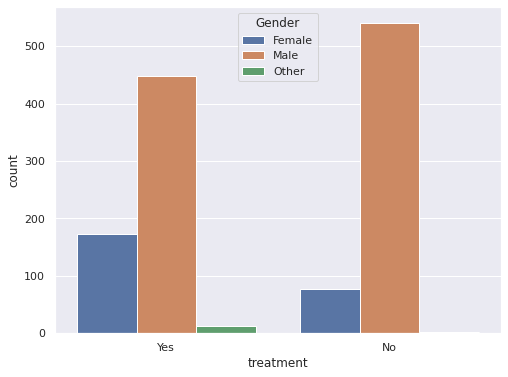 Gender
Female
Male
Other
500
400
300
200
100
0
count
Yes
No
treatment